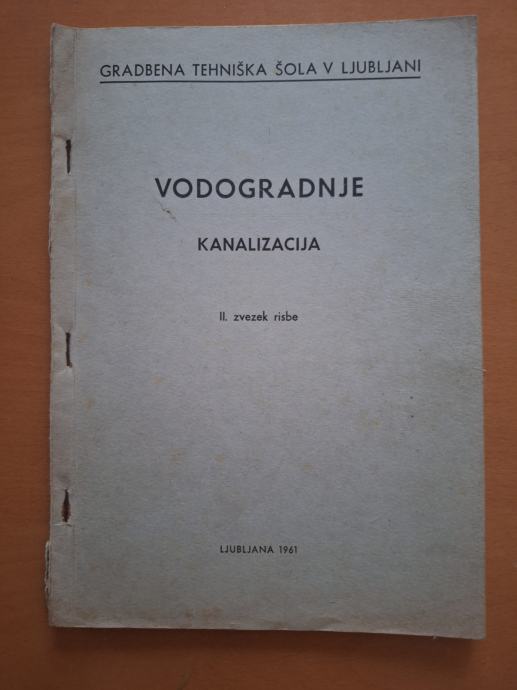 GRADBENA TEHNIŠKA ŠOLA V LJUBLJANI
VODOGRADNJE
KANALIZACIJA
II. zvezek risbe
LJUBLJANA 1961